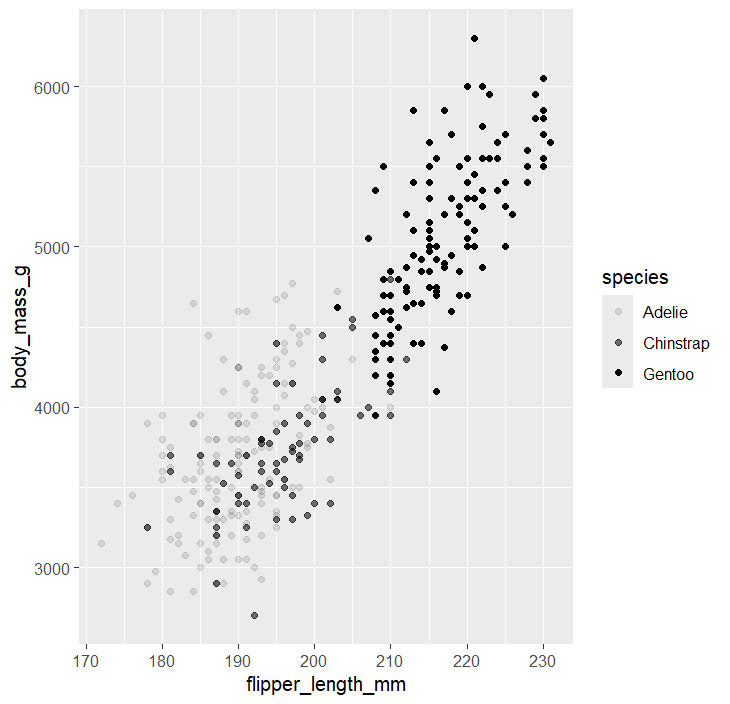 6000
5000
4000
3000
body_mass_g
170 180 190 200 210 220 230
flipper_length_mm
species
Adelie
Chinstrap
Gentoo